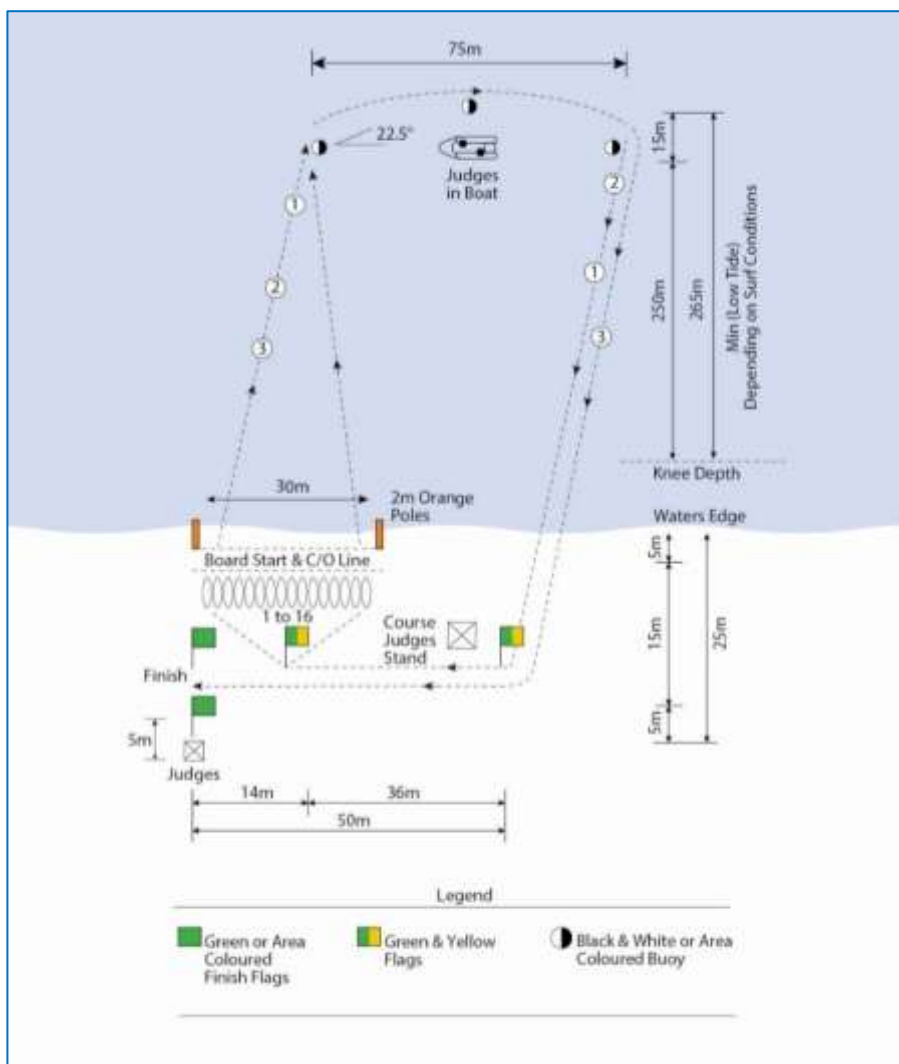 75m
22.5°
15m
Judges
in Boat
1
2
2
1
3
3
250m
265m
Min (Low Tide)
Depending on Surf Conditions
Knee Depth
30m
2m Orange
Poles
Waters Edge
Board Start & C/O Line
5m
1 to 16
Course
Judges
Stand
15m
25m
Finish
5m
5m
Judges
14m
36m
50m
Legend
Green or Area
Coloured
Finish Flags
Green & Yellow
Flags
Black & White or Area
Coloured Buoy